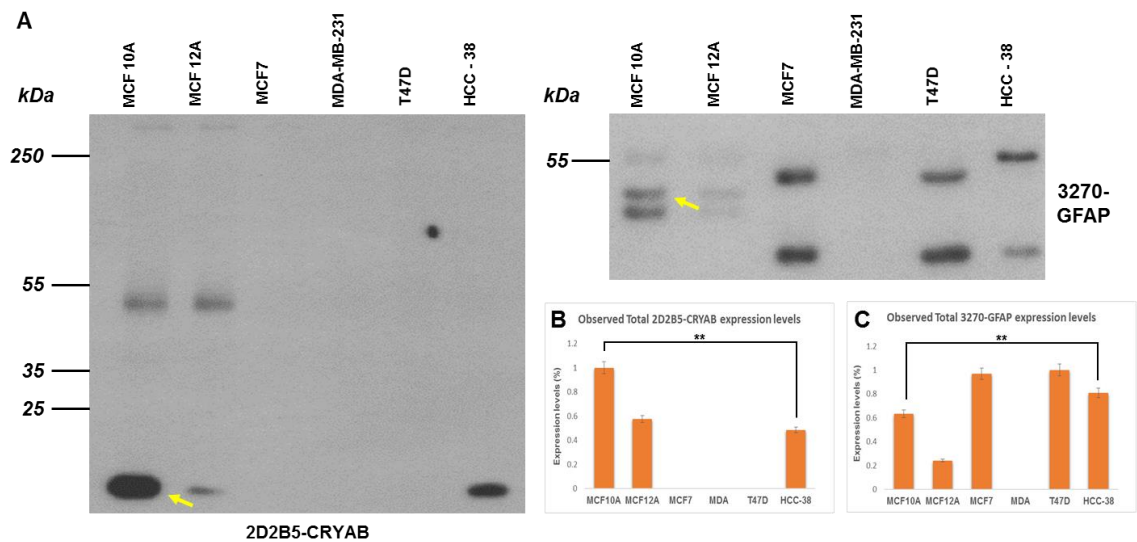 A
kDa
MCF 10A
MCF 12A
MCF7
MDA-MB-231
T47D
HCC - 38
250
55
35
25
2D2B5-CRYAB
kDa
MCF 10A
MCF 12A
MCF7
MDA-MB-231
T47D
HCC - 38
55
3270-
GFAP
B
Observed Total 2D2B5-CRYAB expression levels
**
Expression levels (%)
1.2
1
0.8
0.6
0.4
0.2
0
MCF10A MCF12A MCF7 MDA T47D HCC-38
C
Observed Total 3270-GFAP expression levels
**
Expression levels (%)
1.2
1
0.8
0.6
0.4
0.2
0
MCF10A MCF12A MCF7 MDA T47D HCC-38